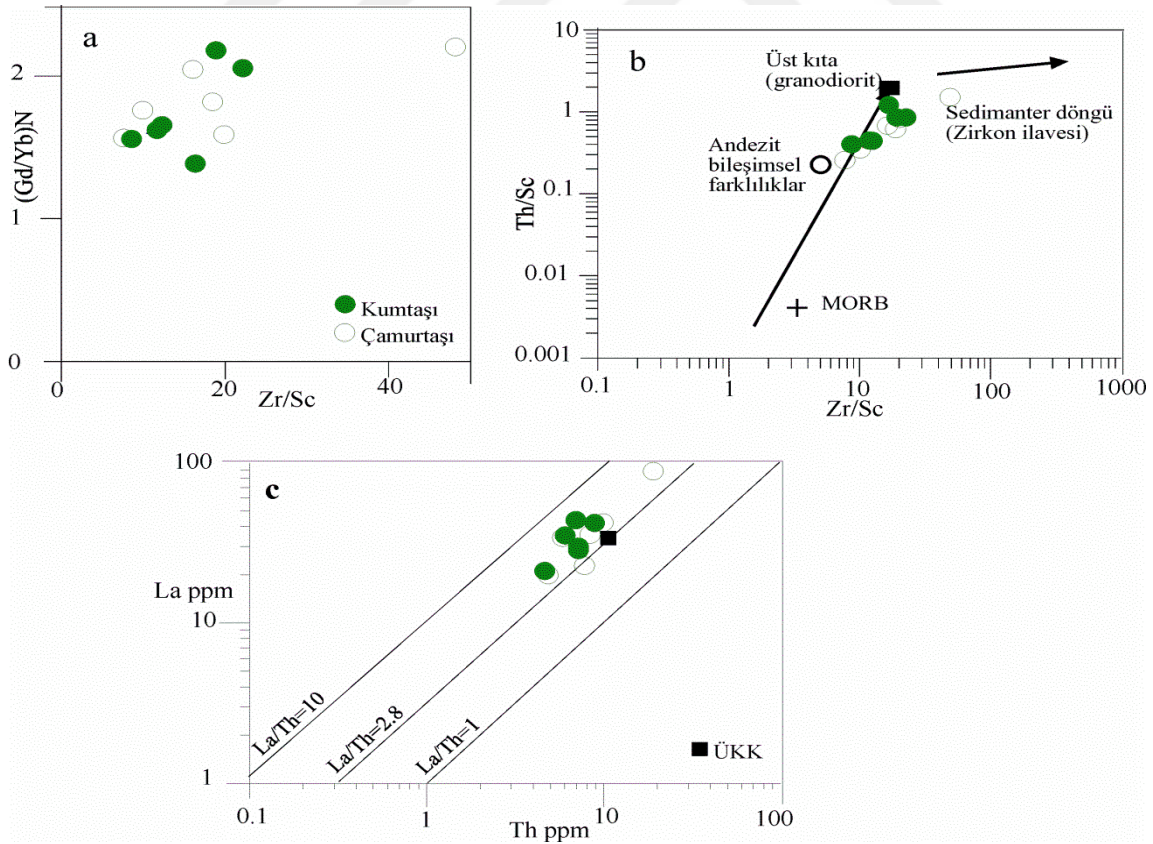 a
(Gd/Yb)N
2
1
0
0
20
40
Zr/Sc
Kumtaşı
Çamurtaşı
b
Th/Sc
10
1
0.1
0.01
0.001
0.1
1
10
100
1000
Zr/Sc
Üst kıta
(granodiorit)
Sedimanter döngü
(Zirkon ilavesi)
Andezit
bileşimsel
farklılıklar
MORB
c
La ppm
100
10
1
0.1
1
10
100
Th ppm
La/Th=10
La/Th=2.8
La/Th=1
ÜKK